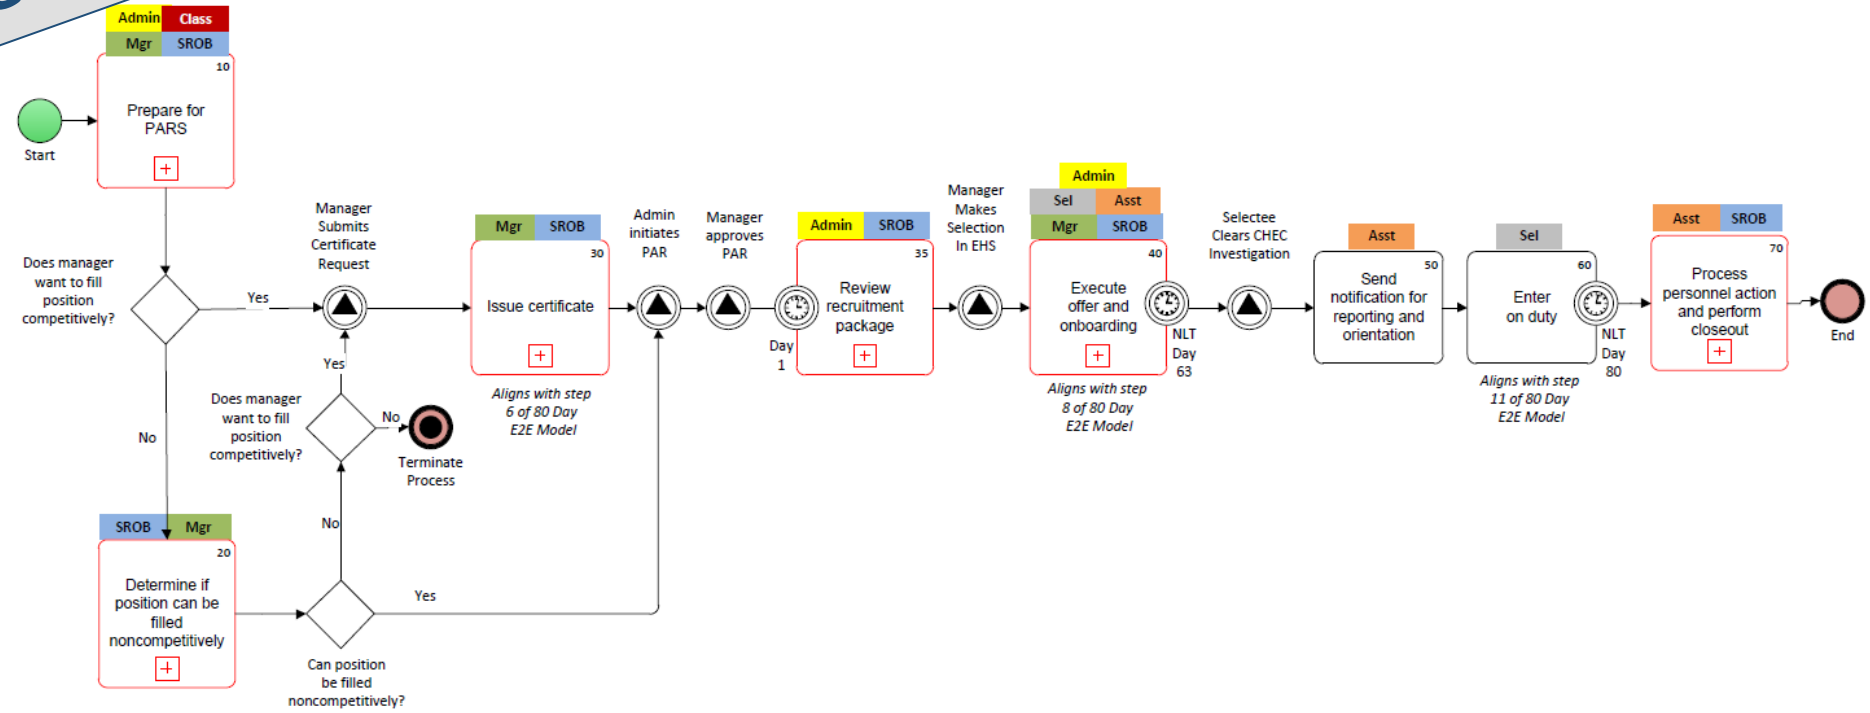 Admin Class
Mgr SROB
10
Prepare for
PARS
Start
Does manager
want to fill
position
competitively?
Yes
No
SROB Mgr
20
Determine if
position can be
filled
noncompetitively
Can position
be filled
noncompetitively?
Yes
No
Does manager
want to fill
position
competitively?
Yes
No
Terminate
Process
Manager
Submits
Certificate
Request
Mgr SROB
30
Issue certificate
Aligns with step
6 of 80 Day
E2E Model
Admin
initiates
PAR
Manager
approves
PAR
Day
1
Admin SROB
35
Review
recruitment
package
Manager
Makes
Selection
In EHS
Admin
Sel Asst
Mgr SROB
40
Execute
offer and
onboarding
NLT
Day
63
Aligns with step
8 of 80 Day
E2E Model
Selectee
Clears CHEC
Investigation
Asst
50
Send
notification for
reporting and
orientation
Sel
60
Enter
on duty
NLT
Day
80
Aligns with step
11 of 80 Day
E2E Model
Asst SROB
70
Process
personnel action
and perform
closeout
End